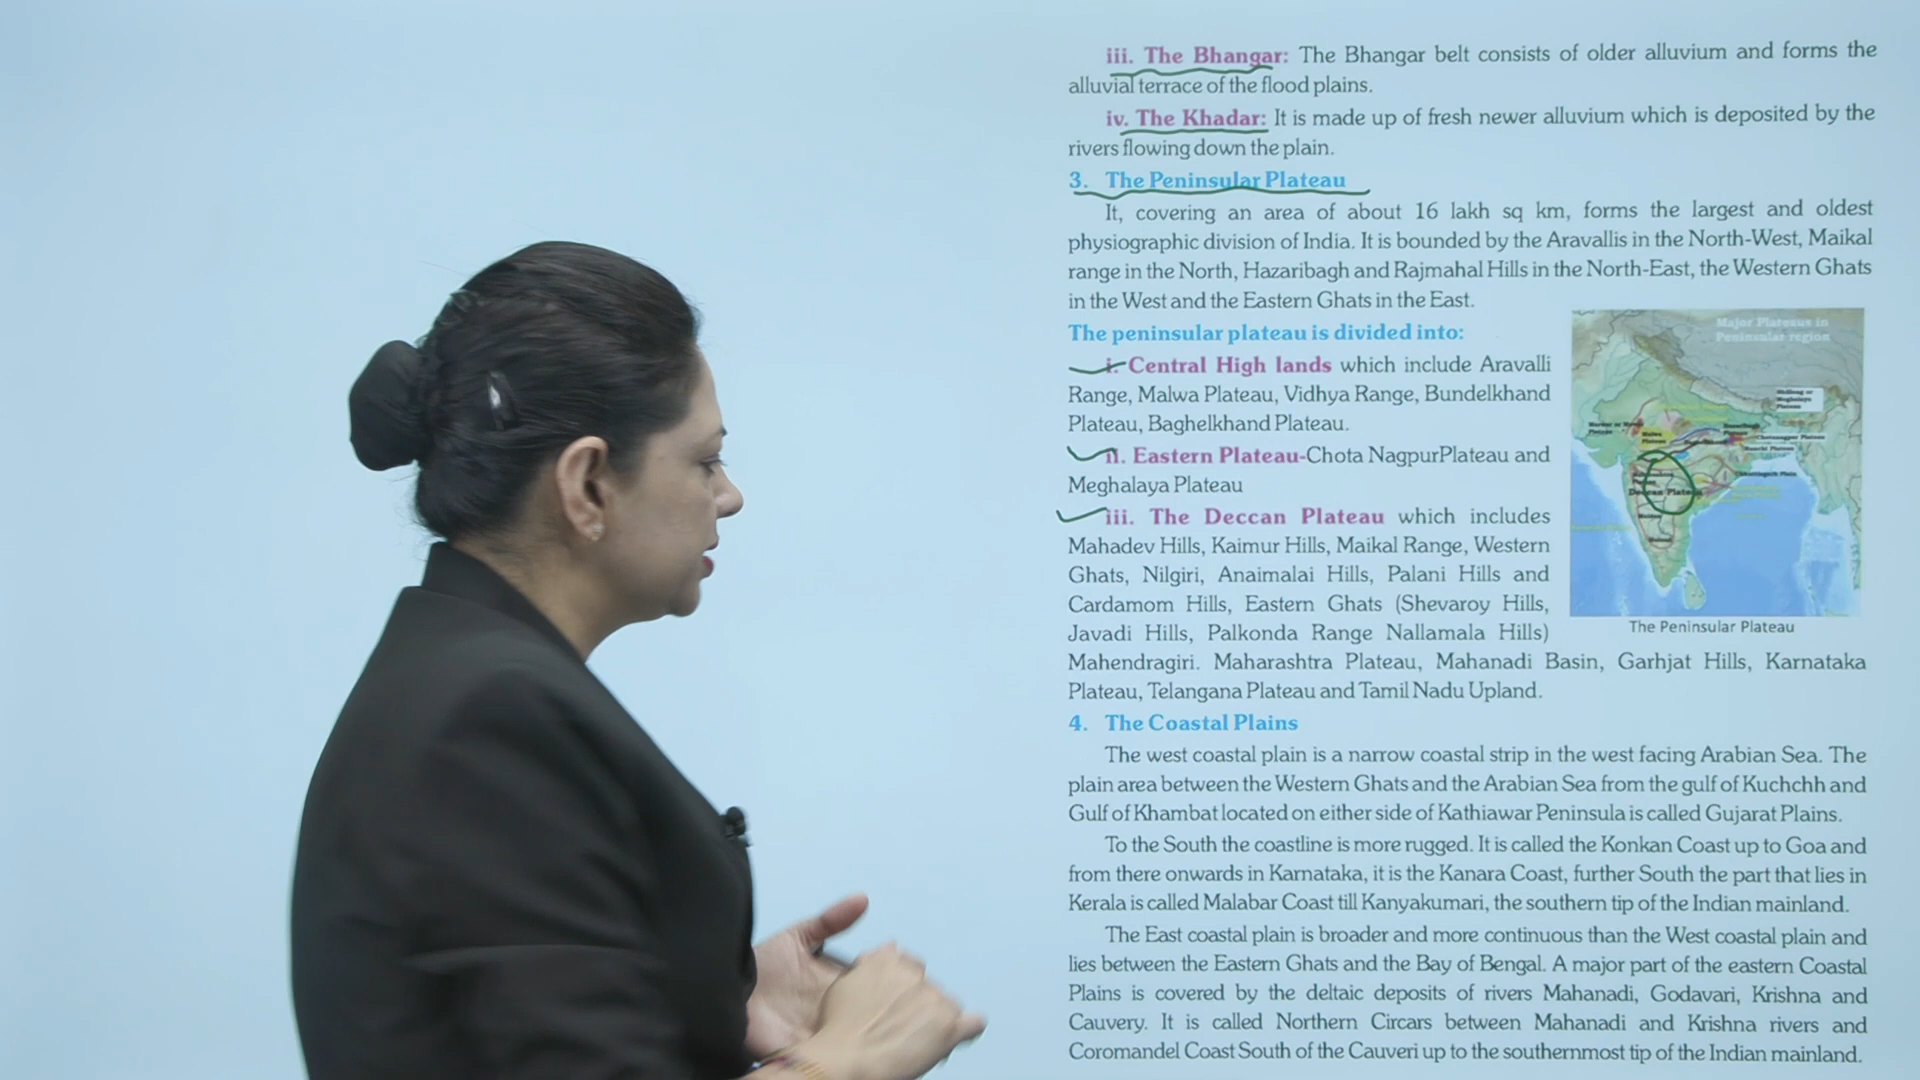 iii. The Bhangar: The Bhangar belt consists of older alluvium and forms the
alluvial terrace of the flood plains.
iv. The Khadar: It is made up of fresh newer alluvium which is deposited by the
rivers flowing down the plain.
3. The Peninsular Plateau
It, covering an area of about 16 lakh sq km, forms the largest and oldest
physiographic division of India. It is bounded by the Aravallis in the North-West, Maikal
range in the North, Hazaribagh and Rajmahal Hills in the North-East, the Western Ghats
in the West and the Eastern Ghats in the East.
The peninsular plateau is divided into:
i. Central High lands which include Aravalli
Range, Malwa Plateau, Vidhya Range, Bundelkhand
Plateau, Baghelkhand Plateau.
ii. Eastern Plateau-Chota NagpurPlateau and
Meghalaya Plateau
iii. The Deccan Plateau which includes
Mahadev Hills, Kaimur Hills, Maikal Range, Western
Ghats, Nilgiri, Anaimalai Hills, Palani Hills and
Cardamom Hills, Eastern Ghats (Shevaroy Hills,
Javadi Hills, Palkonda Range Nallamala Hills)
Mahendragiri. Maharashtra Plateau, Mahanadi Basin, Garhjat Hills, Karnataka
Plateau, Telangana Plateau and Tamil Nadu Upland.
Major Plateaus in
Peninsular region
Deccan Plateau
The Peninsular Plateau
4. The Coastal Plains
The west coastal plain is a narrow coastal strip in the west facing Arabian Sea. The
plain area between the Western Ghats and the Arabian Sea from the gulf of Kuchchh and
Gulf of Khambat located on either side of Kathiawar Peninsula is called Gujarat Plains.
To the South the coastline is more rugged. It is called the Konkan Coast up to Goa and
from there onwards in Karnataka, it is the Kanara Coast, further South the part that lies in
Kerala is called Malabar Coast till Kanyakumari, the southern tip of the Indian mainland.
The East coastal plain is broader and more continuous than the West coastal plain and
lies between the Eastern Ghats and the Bay of Bengal. A major part of the eastern Coastal
Plains is covered by the deltaic deposits of rivers Mahanadi, Godavari, Krishna and
Cauvery. It is called Northern Circars between Mahanadi and Krishna rivers and
Coromandel Coast South of the Cauveri up to the southernmost tip of the Indian mainland.